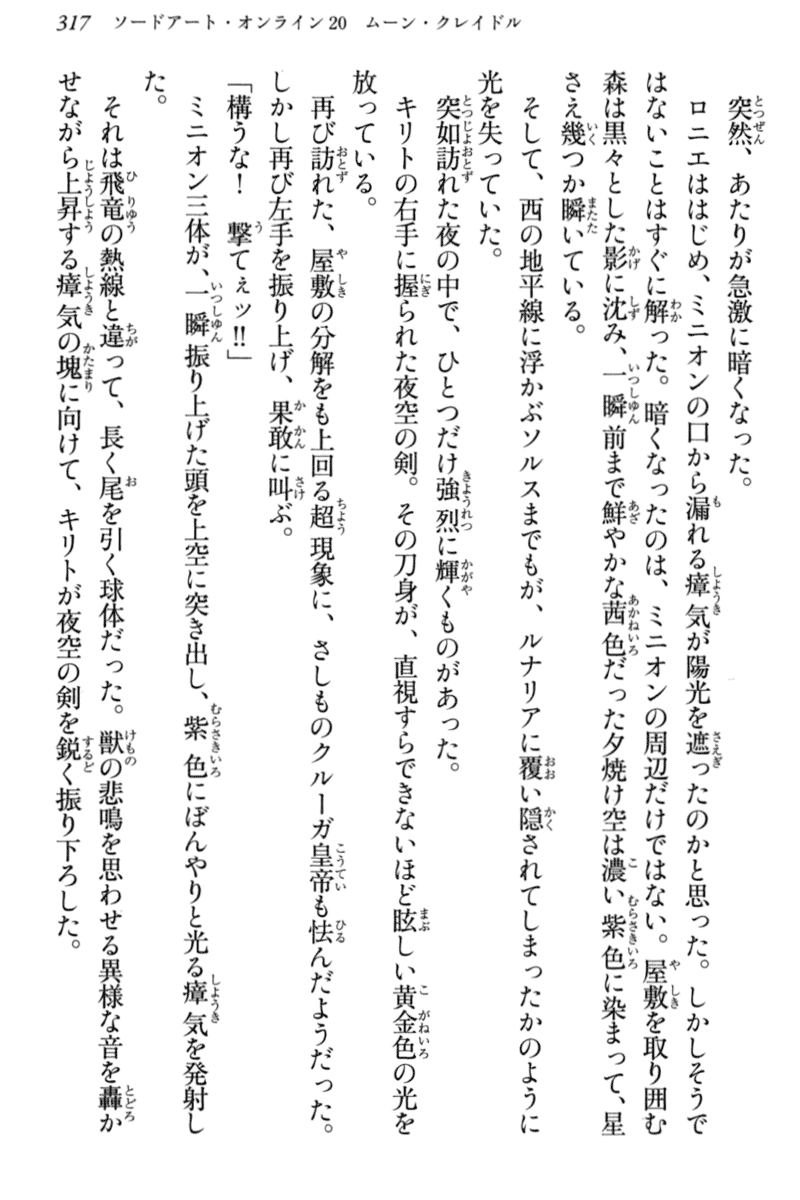 317　ソードアート・オンライン20　ムーン・クレイドル
突然、あたりが急激に暗くなった。
ロニエははじめ、ミニオンの口から漏れる瘴気が陽光を遮ったのかと思った。しかしそうで
はないことはすぐに解った。暗くなったのは、ミニオンの周辺だけではない。屋敷を取り囲む
森は黒々とした影に沈み、一瞬前まで鮮やかな茜色だった夕焼け空は濃い紫色に染まって、星
さえ幾つか瞬いている。
そして、西の地平線に浮かぶソルスまでもが、ルナリアに覆い隠されてしまったかのように
光を失っていた。
突如訪れた夜の中で、ひとつだけ強烈に輝くものがあった。
キリトの右手に握られた夜空の剣。その刀身が、直視すらできないほど眩しい黄金色の光を
放っている。
再び訪れた、屋敷の分解をも上回る超現象に、さしものクルーガ皇帝も怯んだようだった。
しかし再び左手を振り上げ、果敢に叫ぶ。
「構うな！　撃てぇッ‼」
ミニオン三体が、一瞬振り上げた頭を上空に突き出し、紫色にぼんやりと光る瘴気を発射し
た。
それは飛竜の熱線と違って、長く尾を引く球体だった。獣の悲鳴を思わせる異様な音を轟か
せながら上昇する瘴気の塊に向けて、キリトが夜空の剣を鋭く振り下ろした。